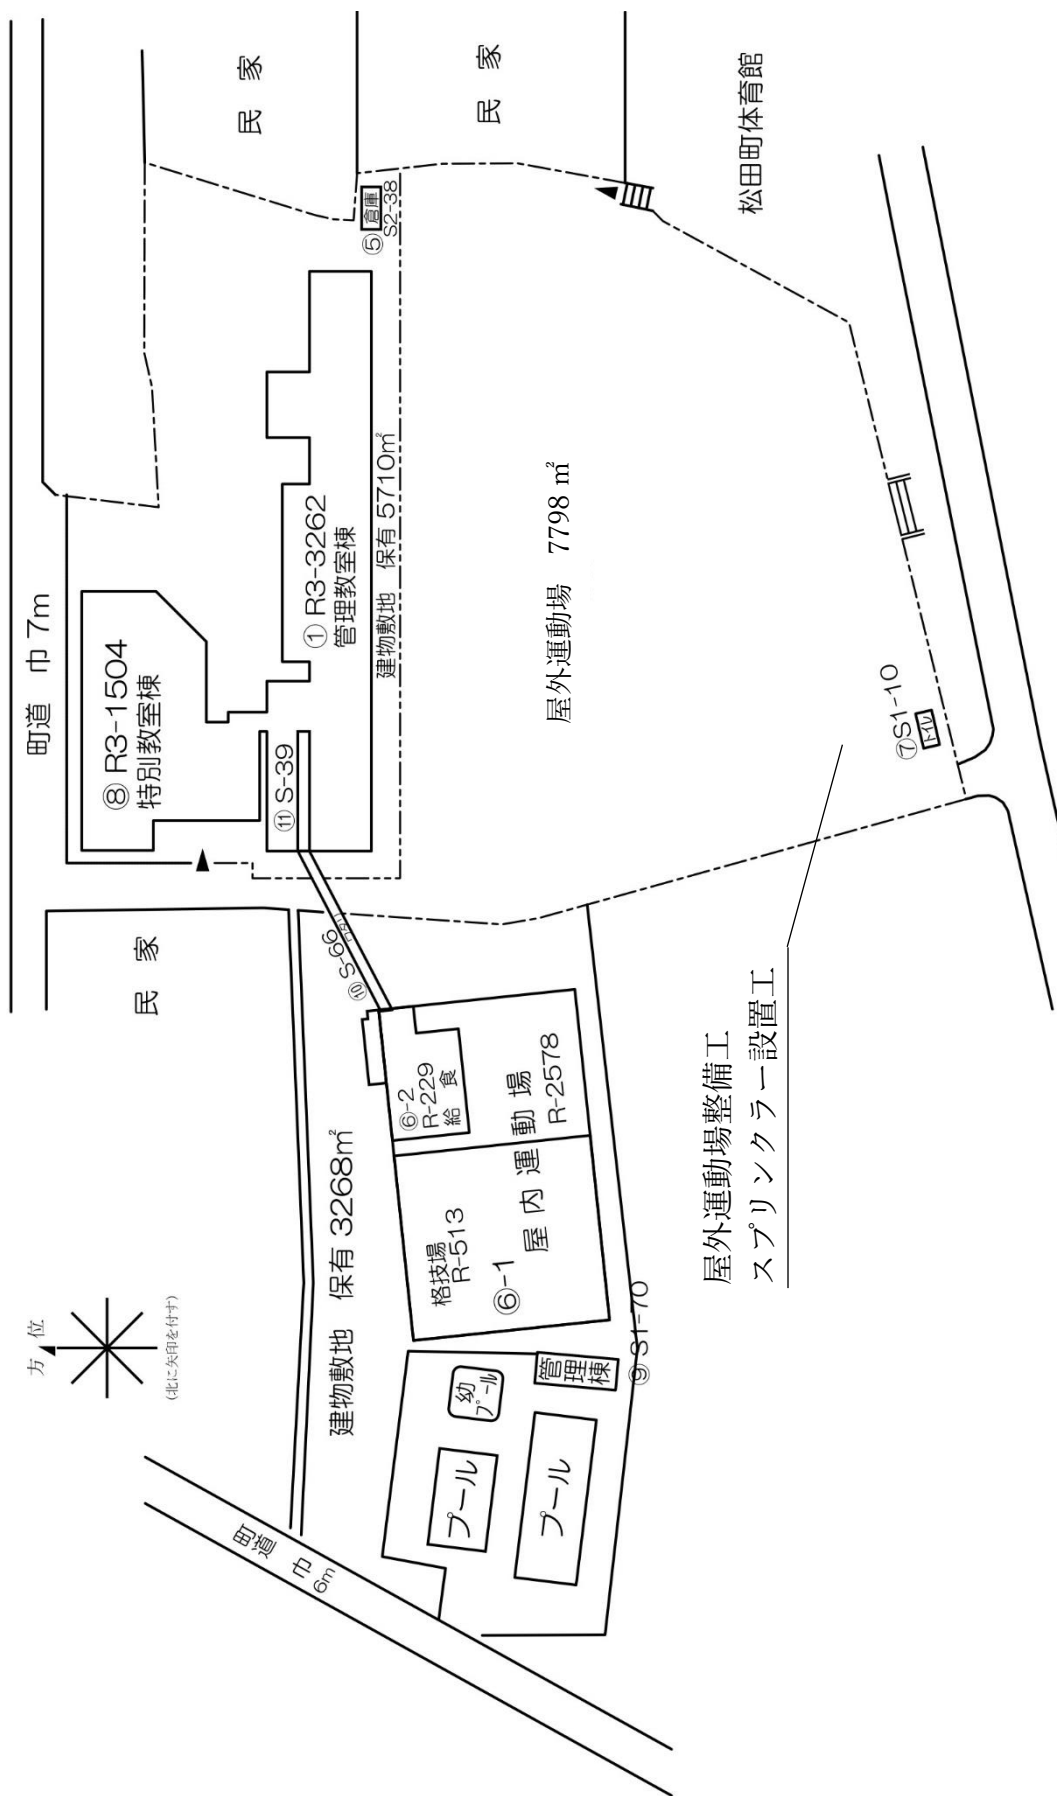 方　位
(北に矢印を付す)
町道　巾 7m
民　家
民　家
民　家
松田町体育館
⑤
倉庫
S2-38
⑧ R3-1504
特別教室棟
① R3-3262
管理教室棟
⑪ S-39
建物敷地　保有 5710㎡
屋外運動場　7798 ㎡
⑦S1-10
トイレ
⑩ S-66
⑥-2
R-229
給　食
屋 内 運 動 場
R-2578
格技場
R-513
⑥-1
建物敷地　保有 3268㎡
管理棟
⑨ S1-70
幼プール
プール
プール
町道　巾
6m
屋外運動場整備工
スプリンクラー設置工